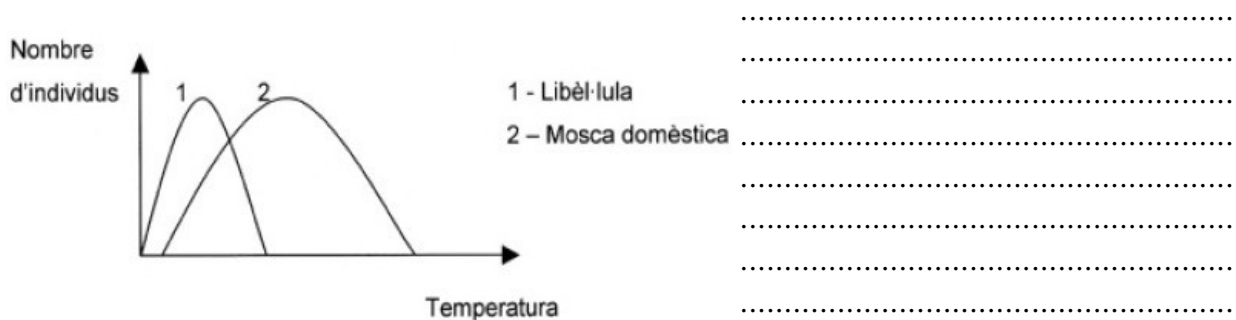 Nombre
d'individus
1
2
1 - Libèl·lula
2 – Mosca domèstica
Temperatura